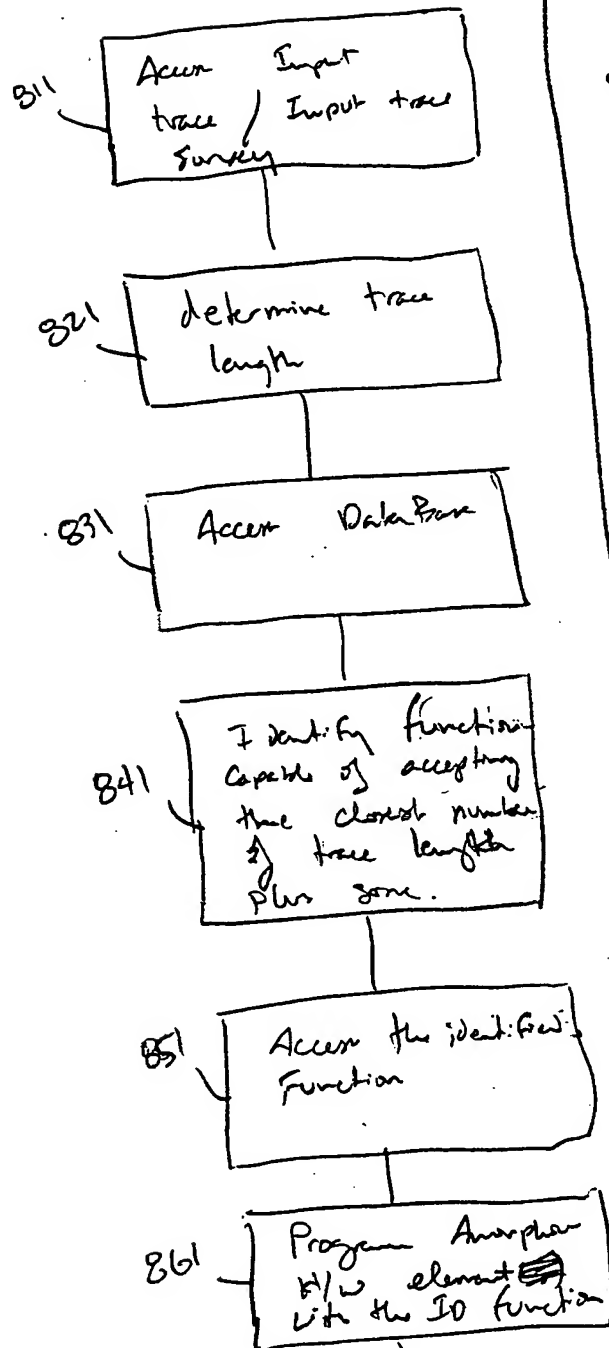 811
Access Input
trace / Input trace
Survey
821
determine trace
length
831
Access DataBase
841
Identify function
capable of accepting
the closest number
of trace length
plus some.
851
Access the identified
Function
861
Program Amorphous
H/W element
with the ID function